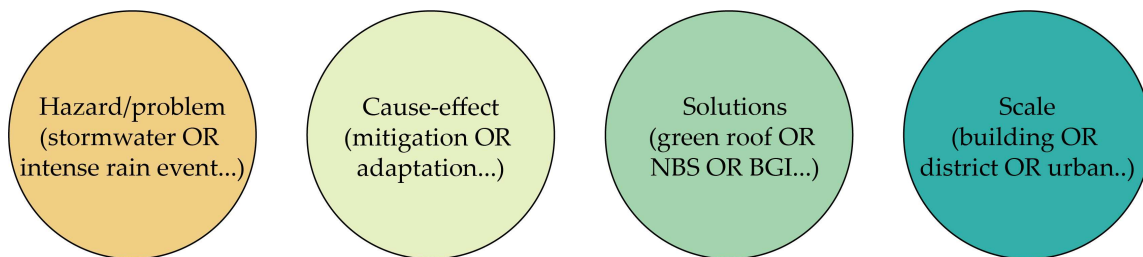 Hazard/problem
(stormwater OR
intense rain event...)
Cause-effect
(mitigation OR
adaptation...)
Solutions
(green roof OR
NBS OR BGI...)
Scale
(building OR
district OR urban..)